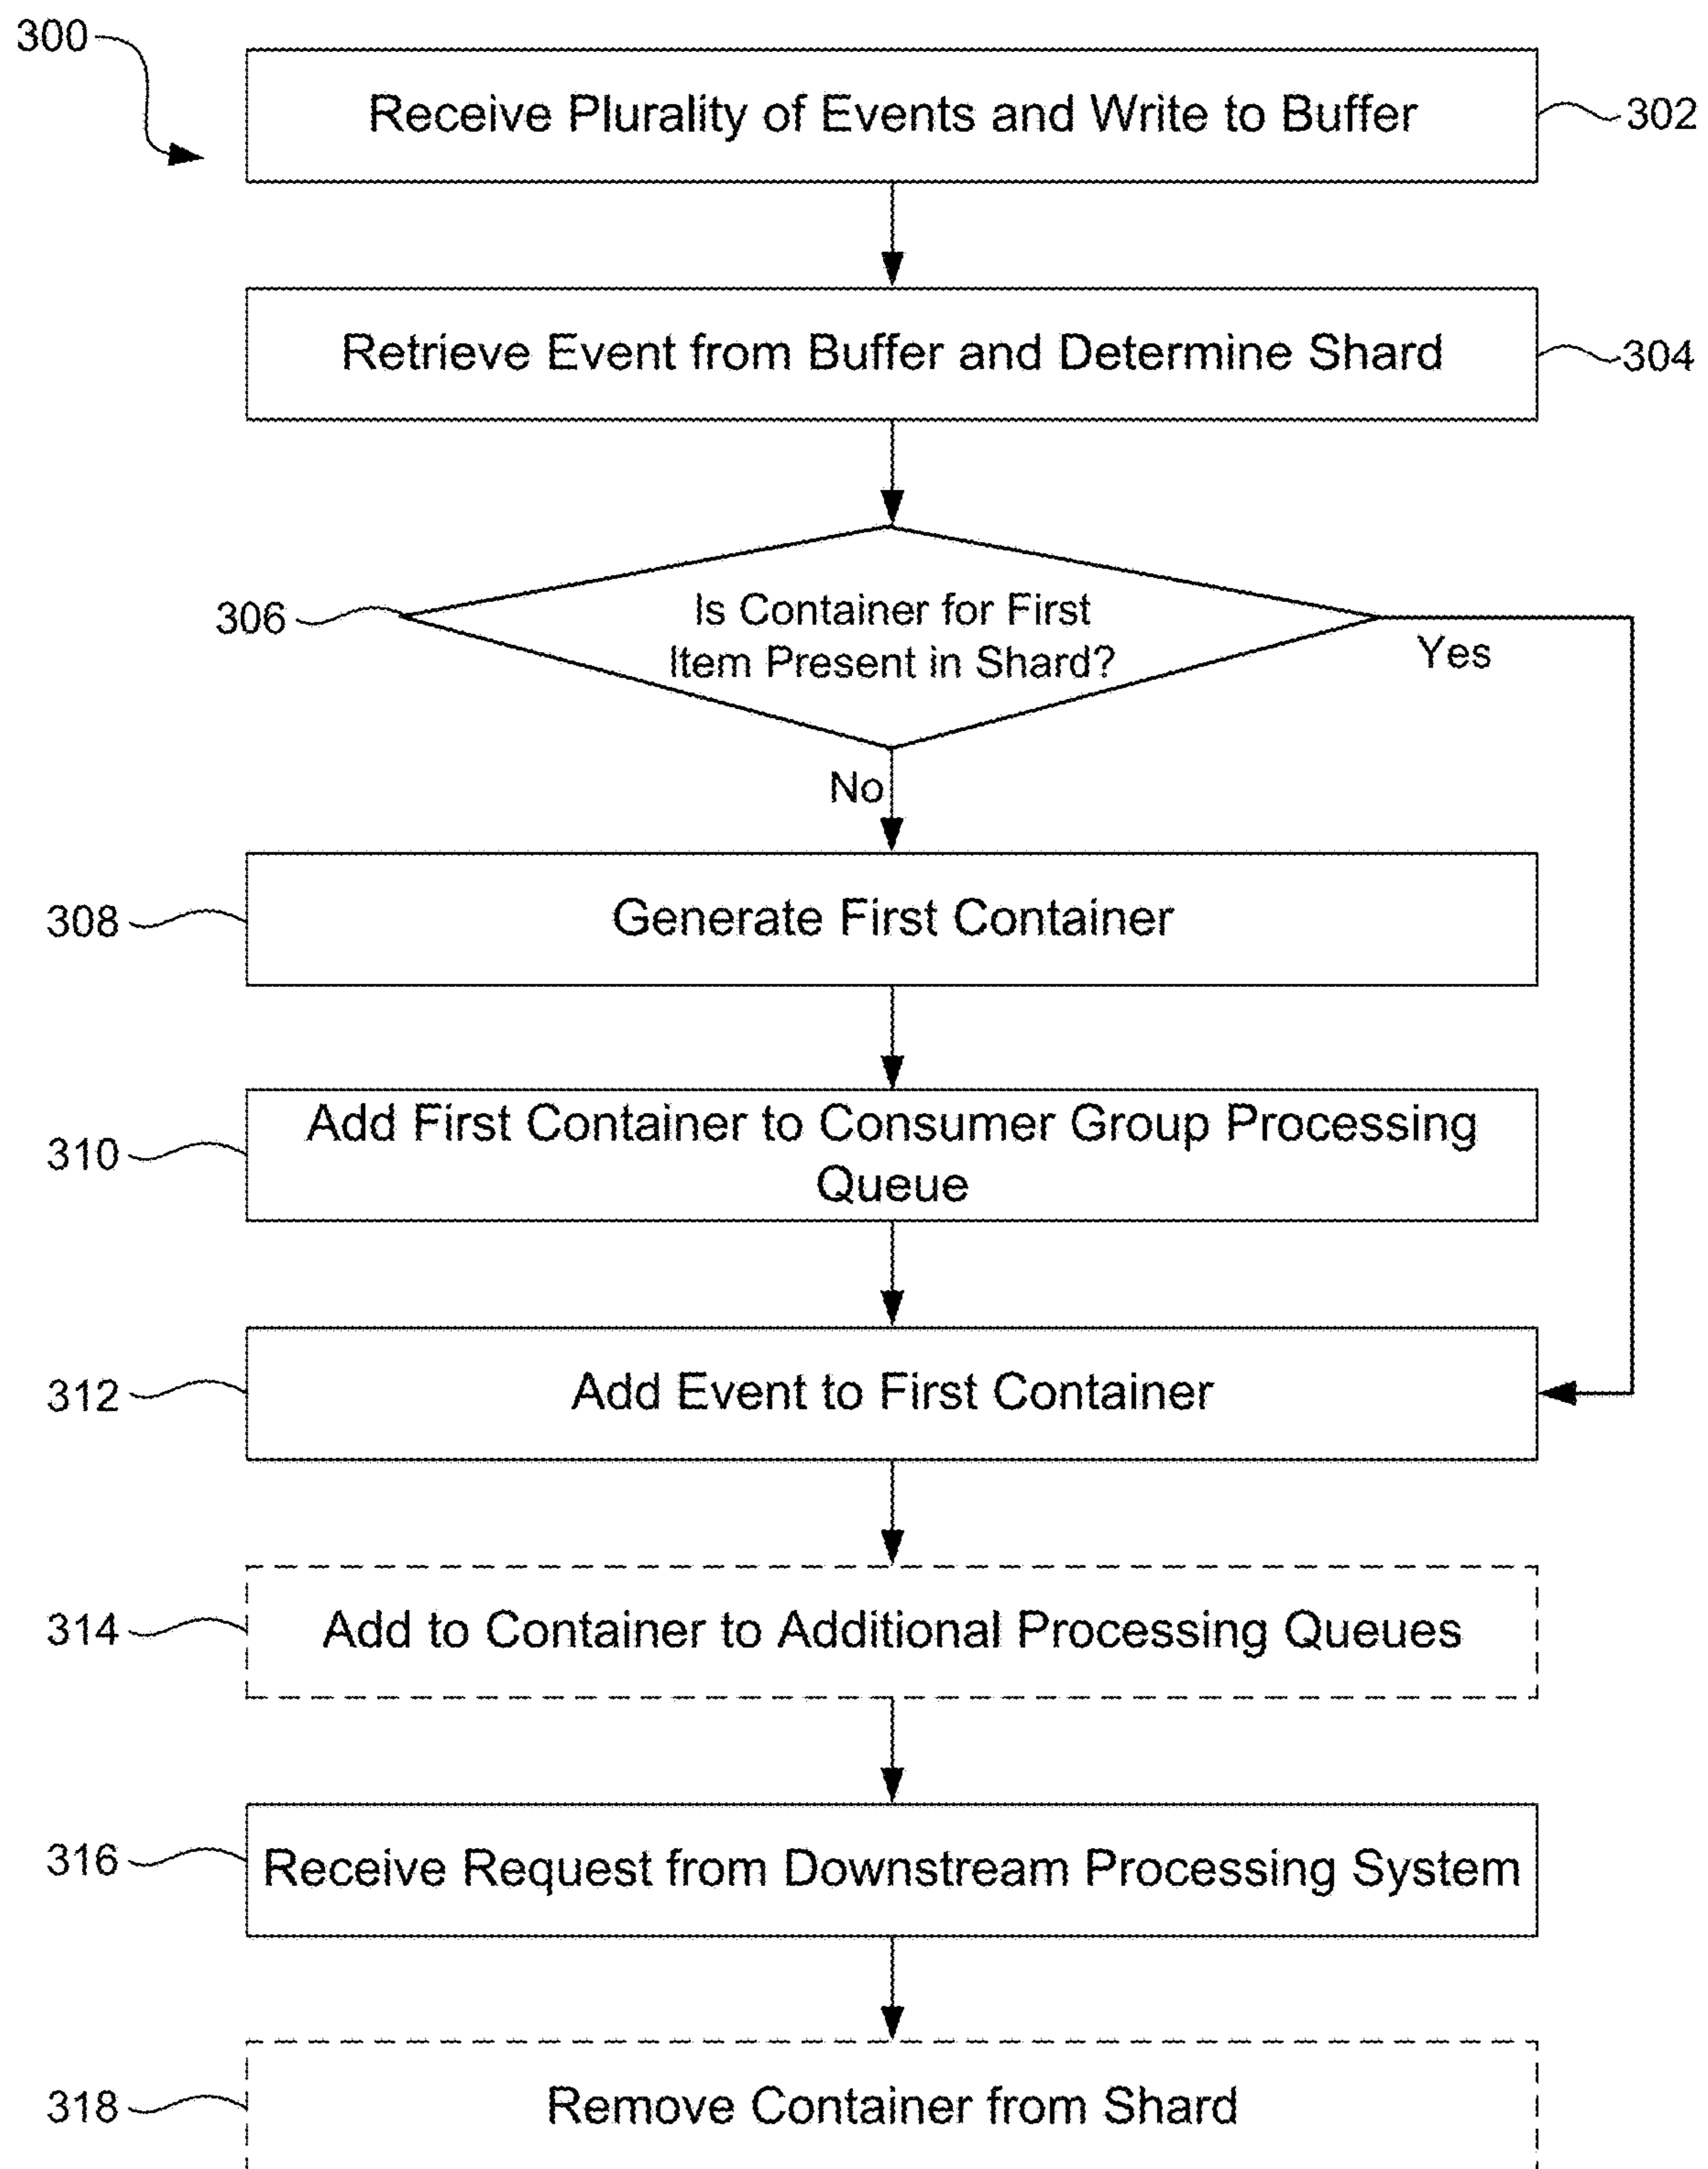 300
Receive Plurality of Events and Write to Buffer
302
Retrieve Event from Buffer and Determine Shard
304
306
Is Container for First
Item Present in Shard?
Yes
No
308
Generate First Container
310
Add First Container to Consumer Group Processing
Queue
312
Add Event to First Container
314
Add to Container to Additional Processing Queues
316
Receive Request from Downstream Processing System
318
Remove Container from Shard